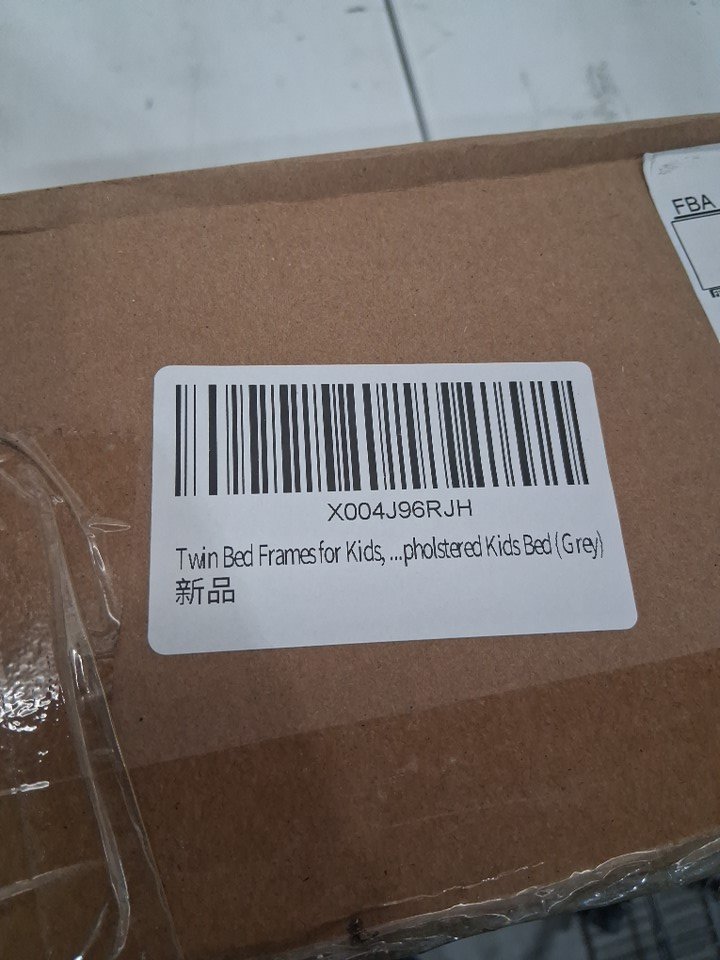 FBA
X004J96RJH
Twin Bed Frames for Kids, ...pholstered Kids Bed (Grey)
新品